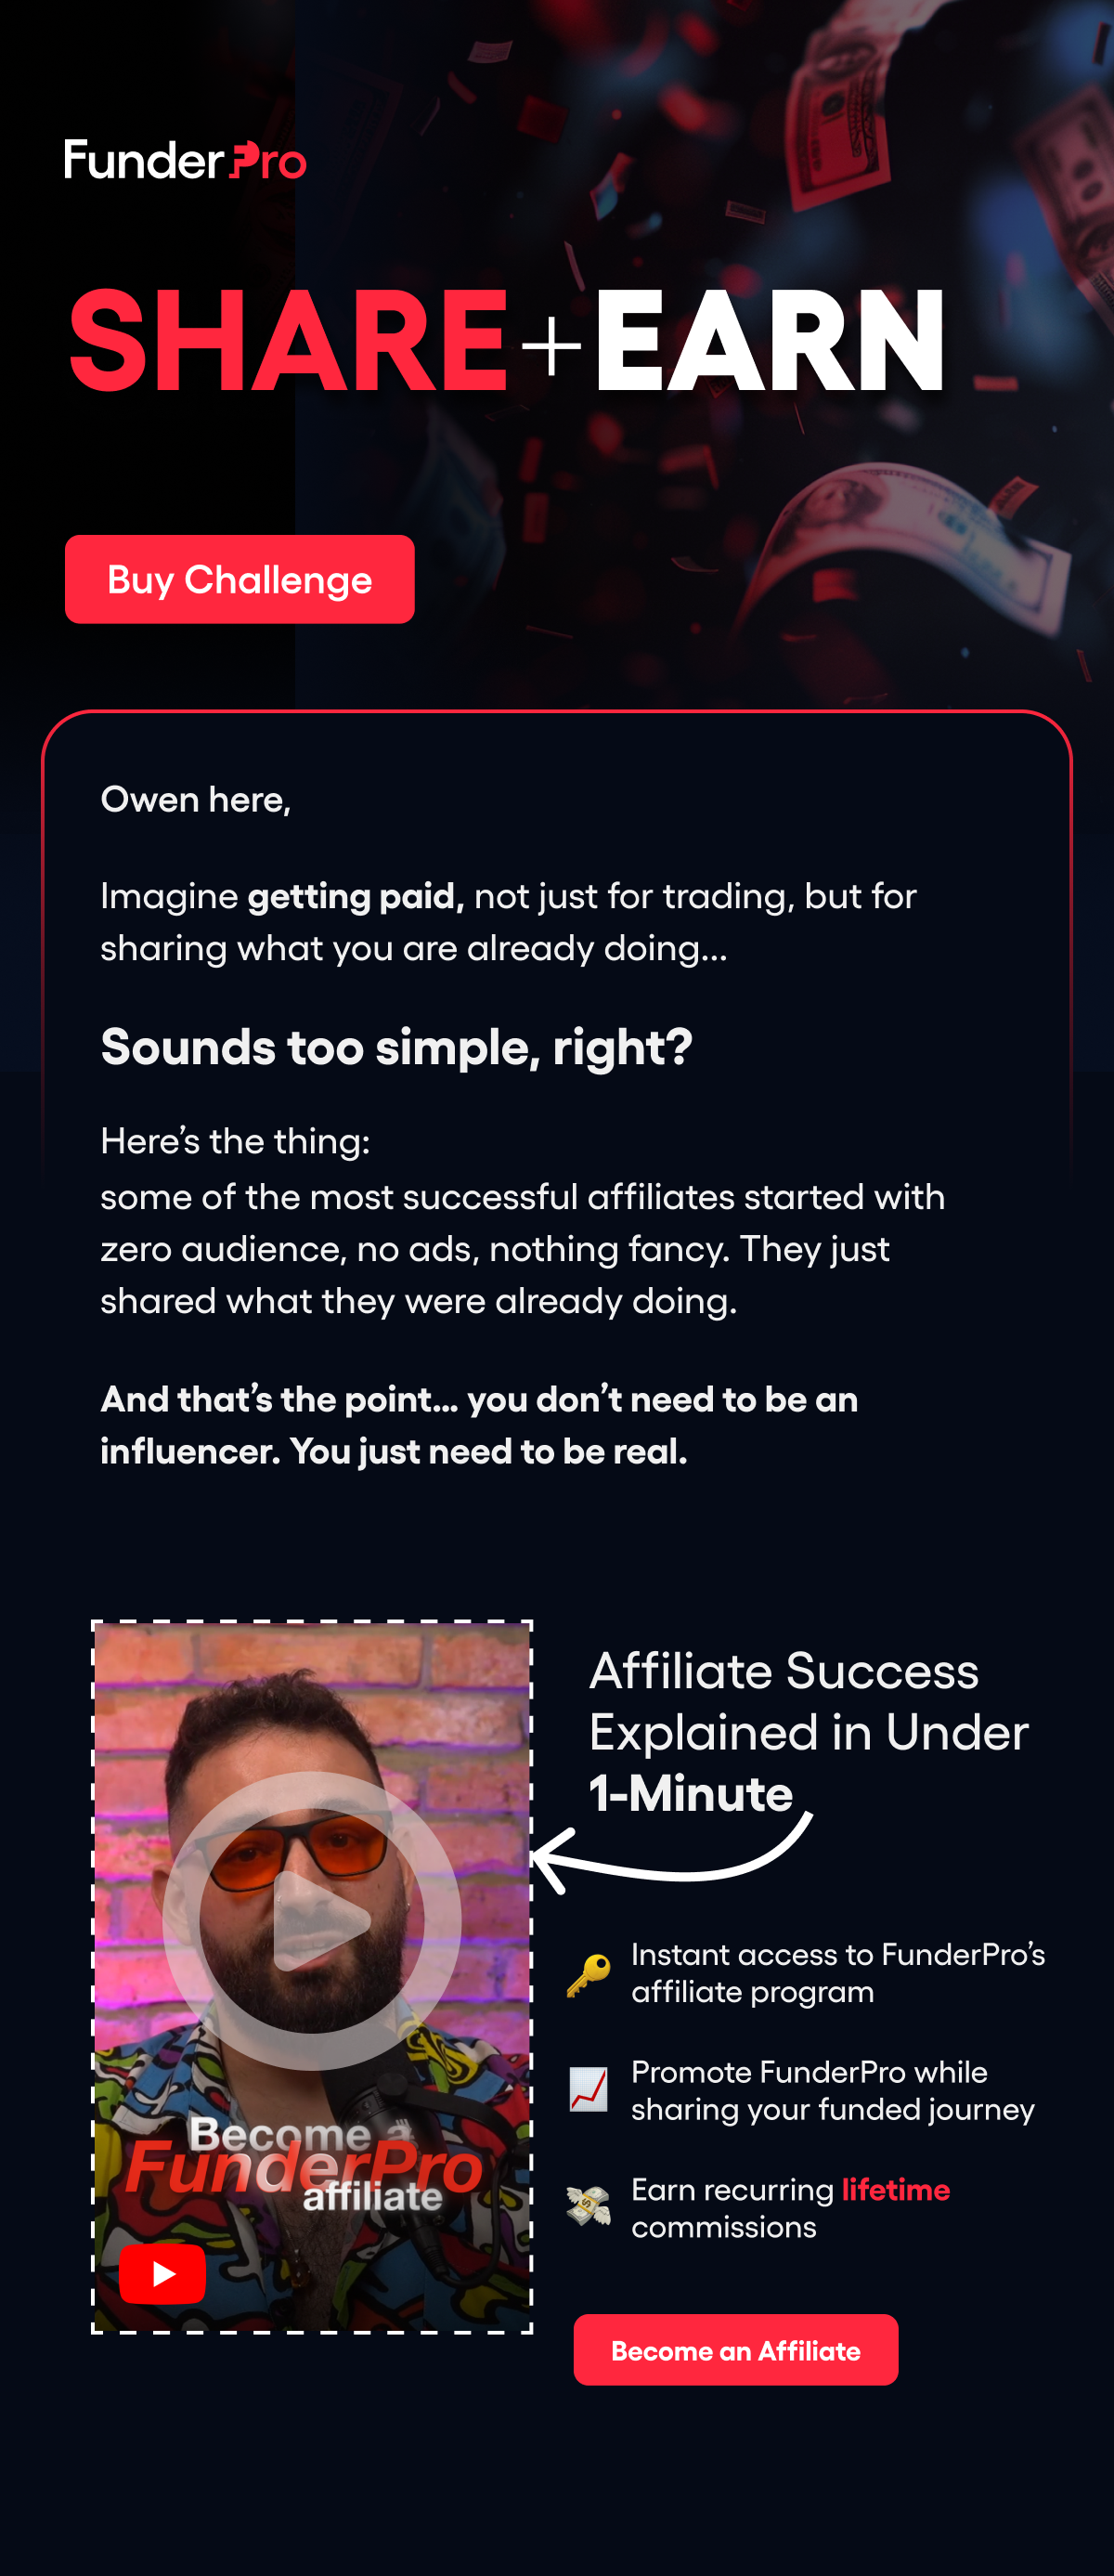 FunderPro
SHARE+EARN
Buy Challenge
Owen here,
Imagine getting paid, not just for trading, but for
sharing what you are already doing...
Sounds too simple, right?
Here’s the thing:
some of the most successful affiliates started with
zero audience, no ads, nothing fancy. They just
shared what they were already doing.
And that’s the point... you don’t need to be an
influencer. You just need to be real.
Become a
FunderPro
affiliate
Affiliate Success
Explained in Under
1-Minute
Instant access to FunderPro’s
affiliate program
Promote FunderPro while
sharing your funded journey
Earn recurring lifetime
commissions
Become an Affiliate